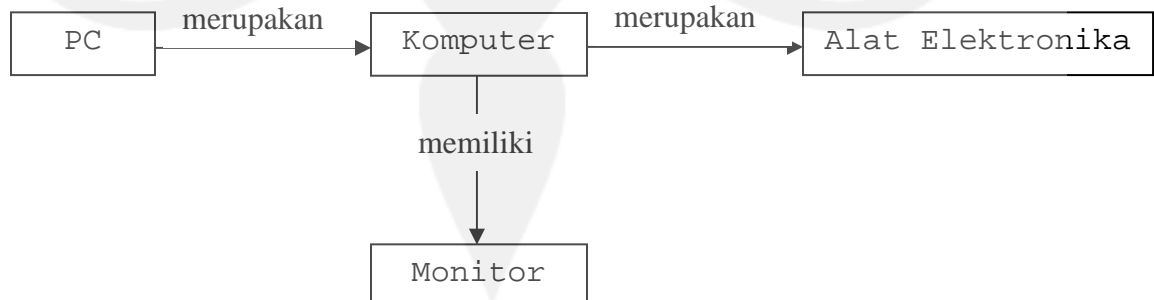 merupakan
merupakan
PC
Komputer
Alat Elektronika
memiliki
Monitor